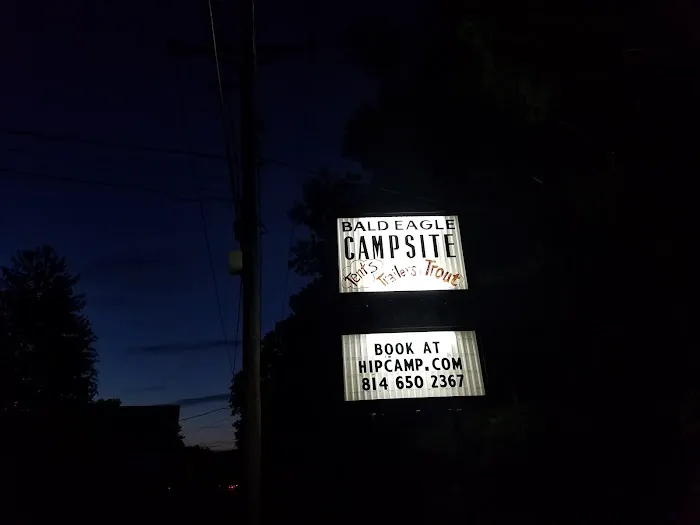 BALD EAGLE
CAMPSITE
Tents, Trailers, Trout
BOOK AT
HIPCAMP.COM
814 650 2367